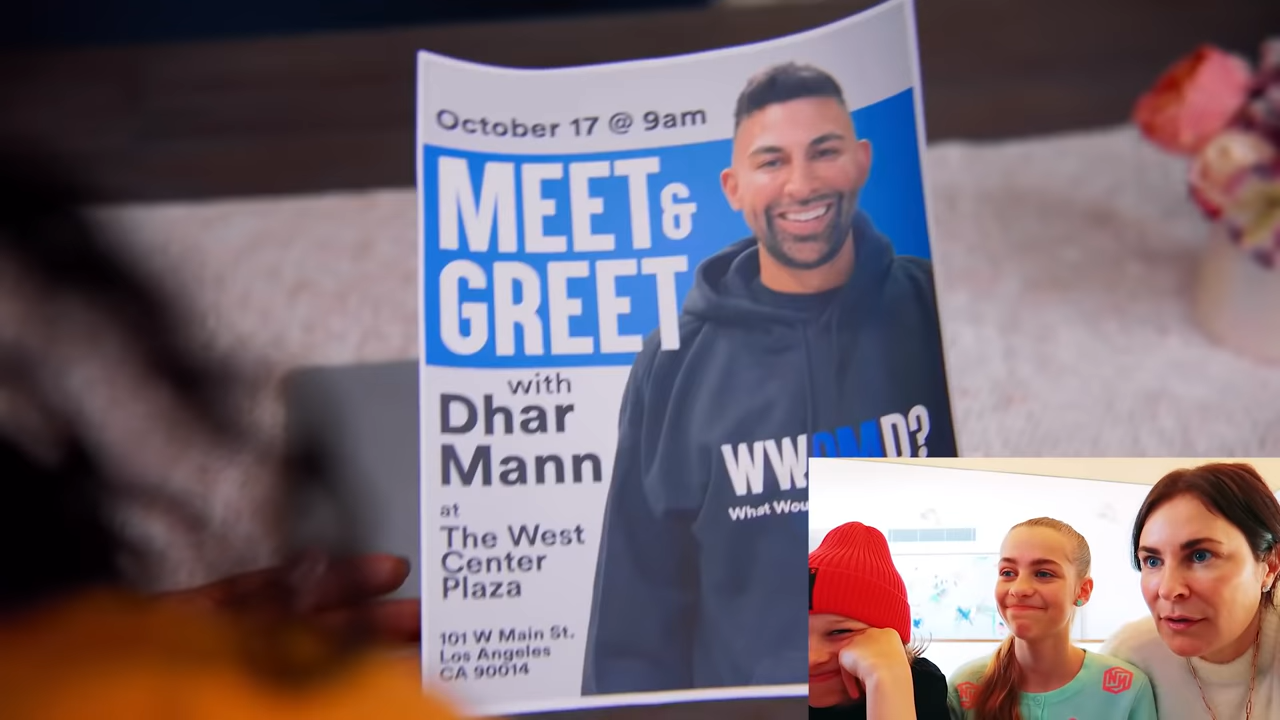 October 17 @ 9am
MEET &
GREET
with
Dhar
Mann
at
The West
Center
Plaza
101 W Main St.
Los Angeles
CA 90014
WWDMD?
What Wou
NN